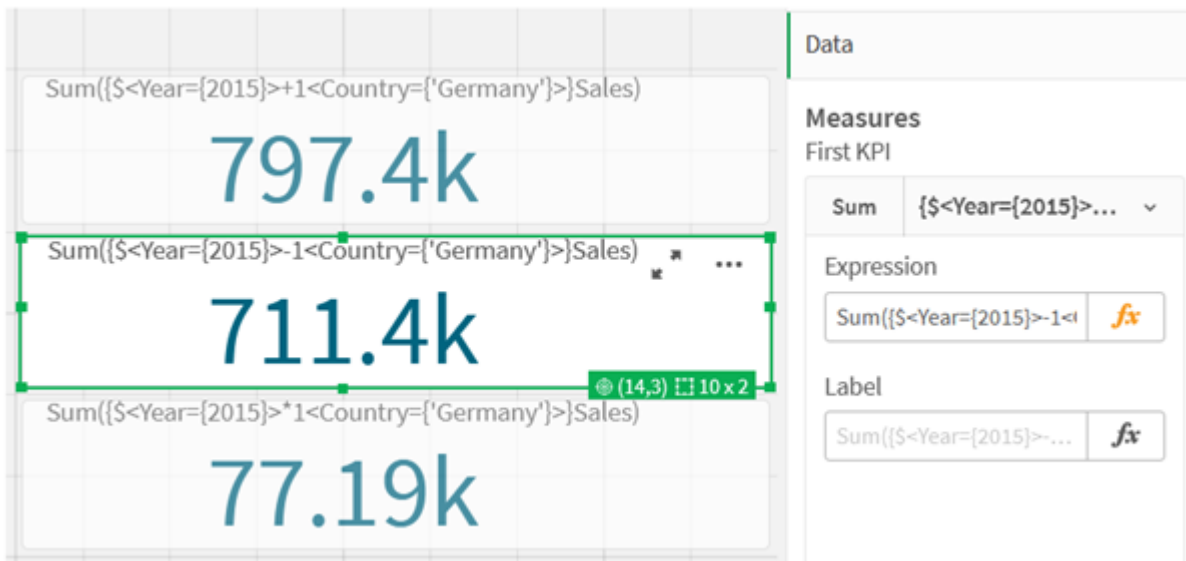 Sum({$<Year={2015}>+1<Country={'Germany'}>}Sales)
797.4k
Sum({$<Year={2015}>-1<Country={'Germany'}>}Sales)
711.4k
(14,3) 10 x 2
Sum({$<Year={2015}>*1<Country={'Germany'}>}Sales)
77.19k
Data
Measures
First KPI
Sum {$<Year={2015}>...
Expression
Sum({$<Year={2015}>-1< fx
Label
Sum({$<Year={2015}>-... fx